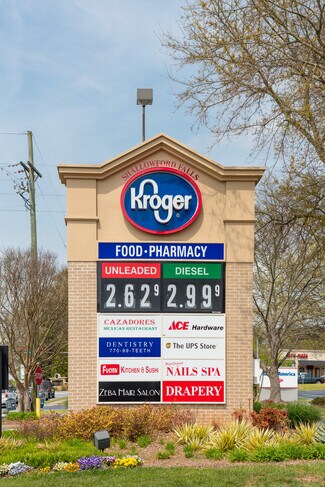 SHALLOWFORD FALLS
Kroger
FOOD • PHARMACY
UNLEADED DIESEL
2.62 9 2.99 9
CAZADORES
MEXICAN RESTAURANT
ACE Hardware
DENTISTRY
770-89-TEETH
The UPS Store
KITCHEN & SUSHI
NAILS SPA
ZEBA HAIR SALON
DRAPERY
America